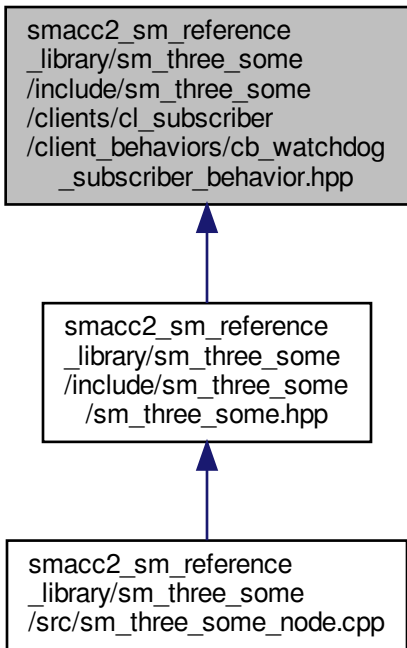 smacc2_sm_reference
_library/sm_three_some
/include/sm_three_some
/clients/cl_subscriber
/client_behaviors/cb_watchdog
_subscriber_behavior.hpp
smacc2_sm_reference
_library/sm_three_some
/include/sm_three_some
/sm_three_some.hpp
smacc2_sm_reference
_library/sm_three_some
/src/sm_three_some_node.cpp